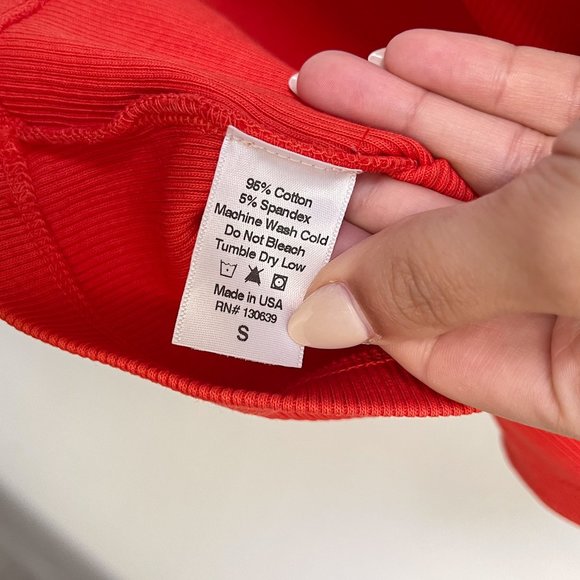 95% Cotton
5% Spandex
Machine Wash Cold
Do Not Bleach
Tumble Dry Low
Made in USA
RN# 130639
S